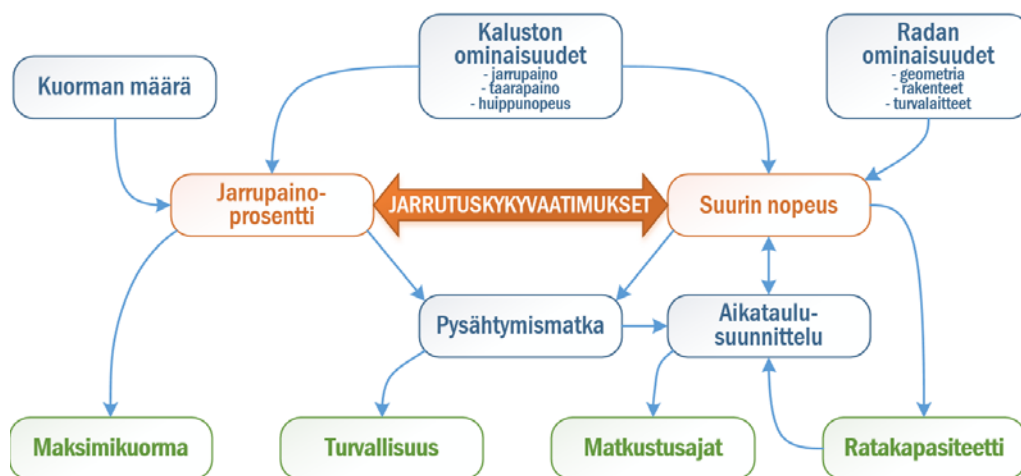 Kuorman määrä
Kaluston
ominaisuudet
- jarrupaino
- taarapaino
- huippunopeus
Radan
ominaisuudet
- geometria
- rakenteet
- turvalaitteet
Jarrupaino-
prosentti
JARRUTUSKYKYVAATIMUKSET
Suurin nopeus
Pysähtymismatka
Aikataulu-
suunnittelu
Maksimikuorma
Turvallisuus
Matkustusajat
Ratakapasiteetti